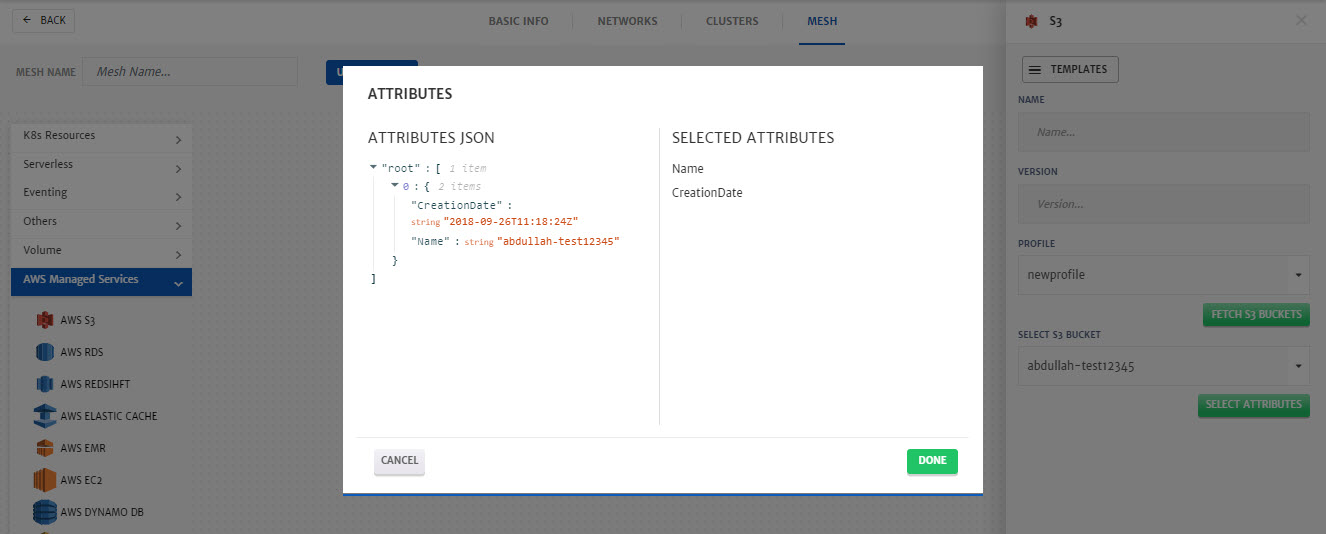 BACK
BASIC INFO
NETWORKS
CLUSTERS
MESH
S3
MESH NAME
Mesh Name...
U
TEMPLATES
NAME
Name...
VERSION
Version...
PROFILE
newprofile
FETCH S3 BUCKETS
SELECT S3 BUCKET
abdullah-test12345
SELECT ATTRIBUTES
K8s Resources
Serverless
Eventing
Others
Volume
AWS Managed Services
AWS S3
AWS RDS
AWS REDSIHFT
AWS ELASTIC CACHE
AWS EMR
AWS EC2
AWS DYNAMO DB
ATTRIBUTES
ATTRIBUTES JSON
"root" : [ 1 item
0 : { 2 items
"CreationDate" :
string "2018-09-26T11:18:24Z"
"Name" : string "abdullah-test12345"
}
]
SELECTED ATTRIBUTES
Name
CreationDate
CANCEL
DONE